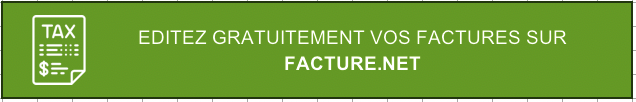 TAX
$
EDITEZ GRATUITEMENT VOS FACTURES SUR
FACTURE.NET